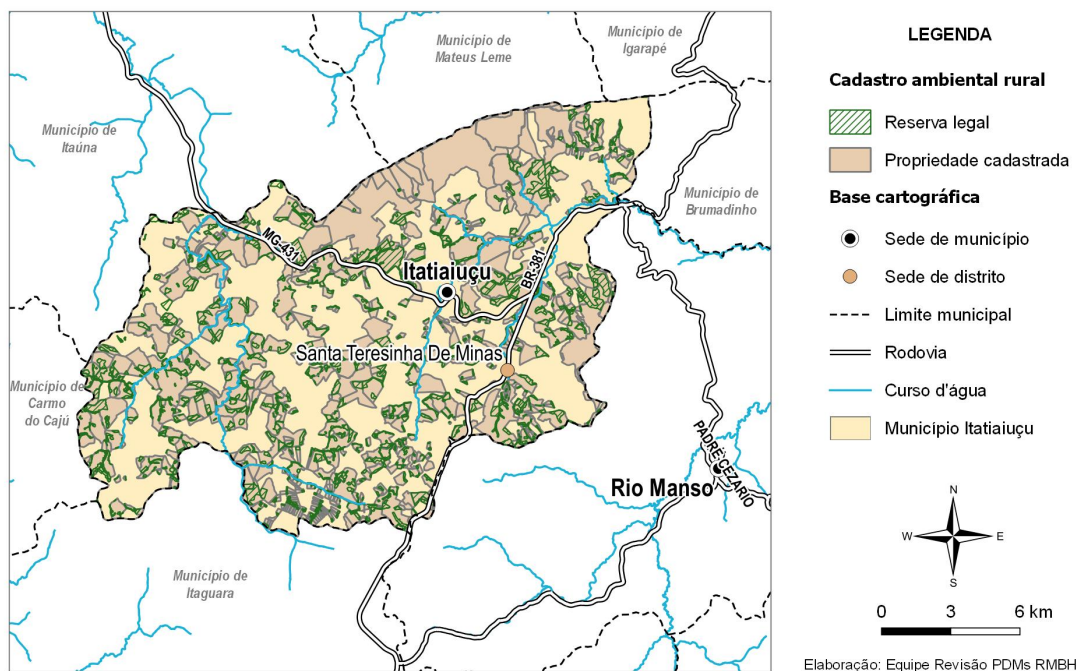 Município de
Mateus Leme
Município de
Igarapé
Município de
Itaúna
Município de
Brumadinho
MG-431
Itatiaiuçu
BR-381
Santa Teresinha De Minas
Município de
Carmo
do Cajú
PADRE CEZARIO
Rio Manso
Município de
Itaguara
LEGENDA
Cadastro ambiental rural
Reserva legal
Propriedade cadastrada
Base cartográfica
Sede de município
Sede de distrito
Limite municipal
Rodovia
Curso d'água
Município Itatiaiuçu
N
W
E
S
0 3 6 km
Elaboração: Equipe Revisão PDMs RMBH